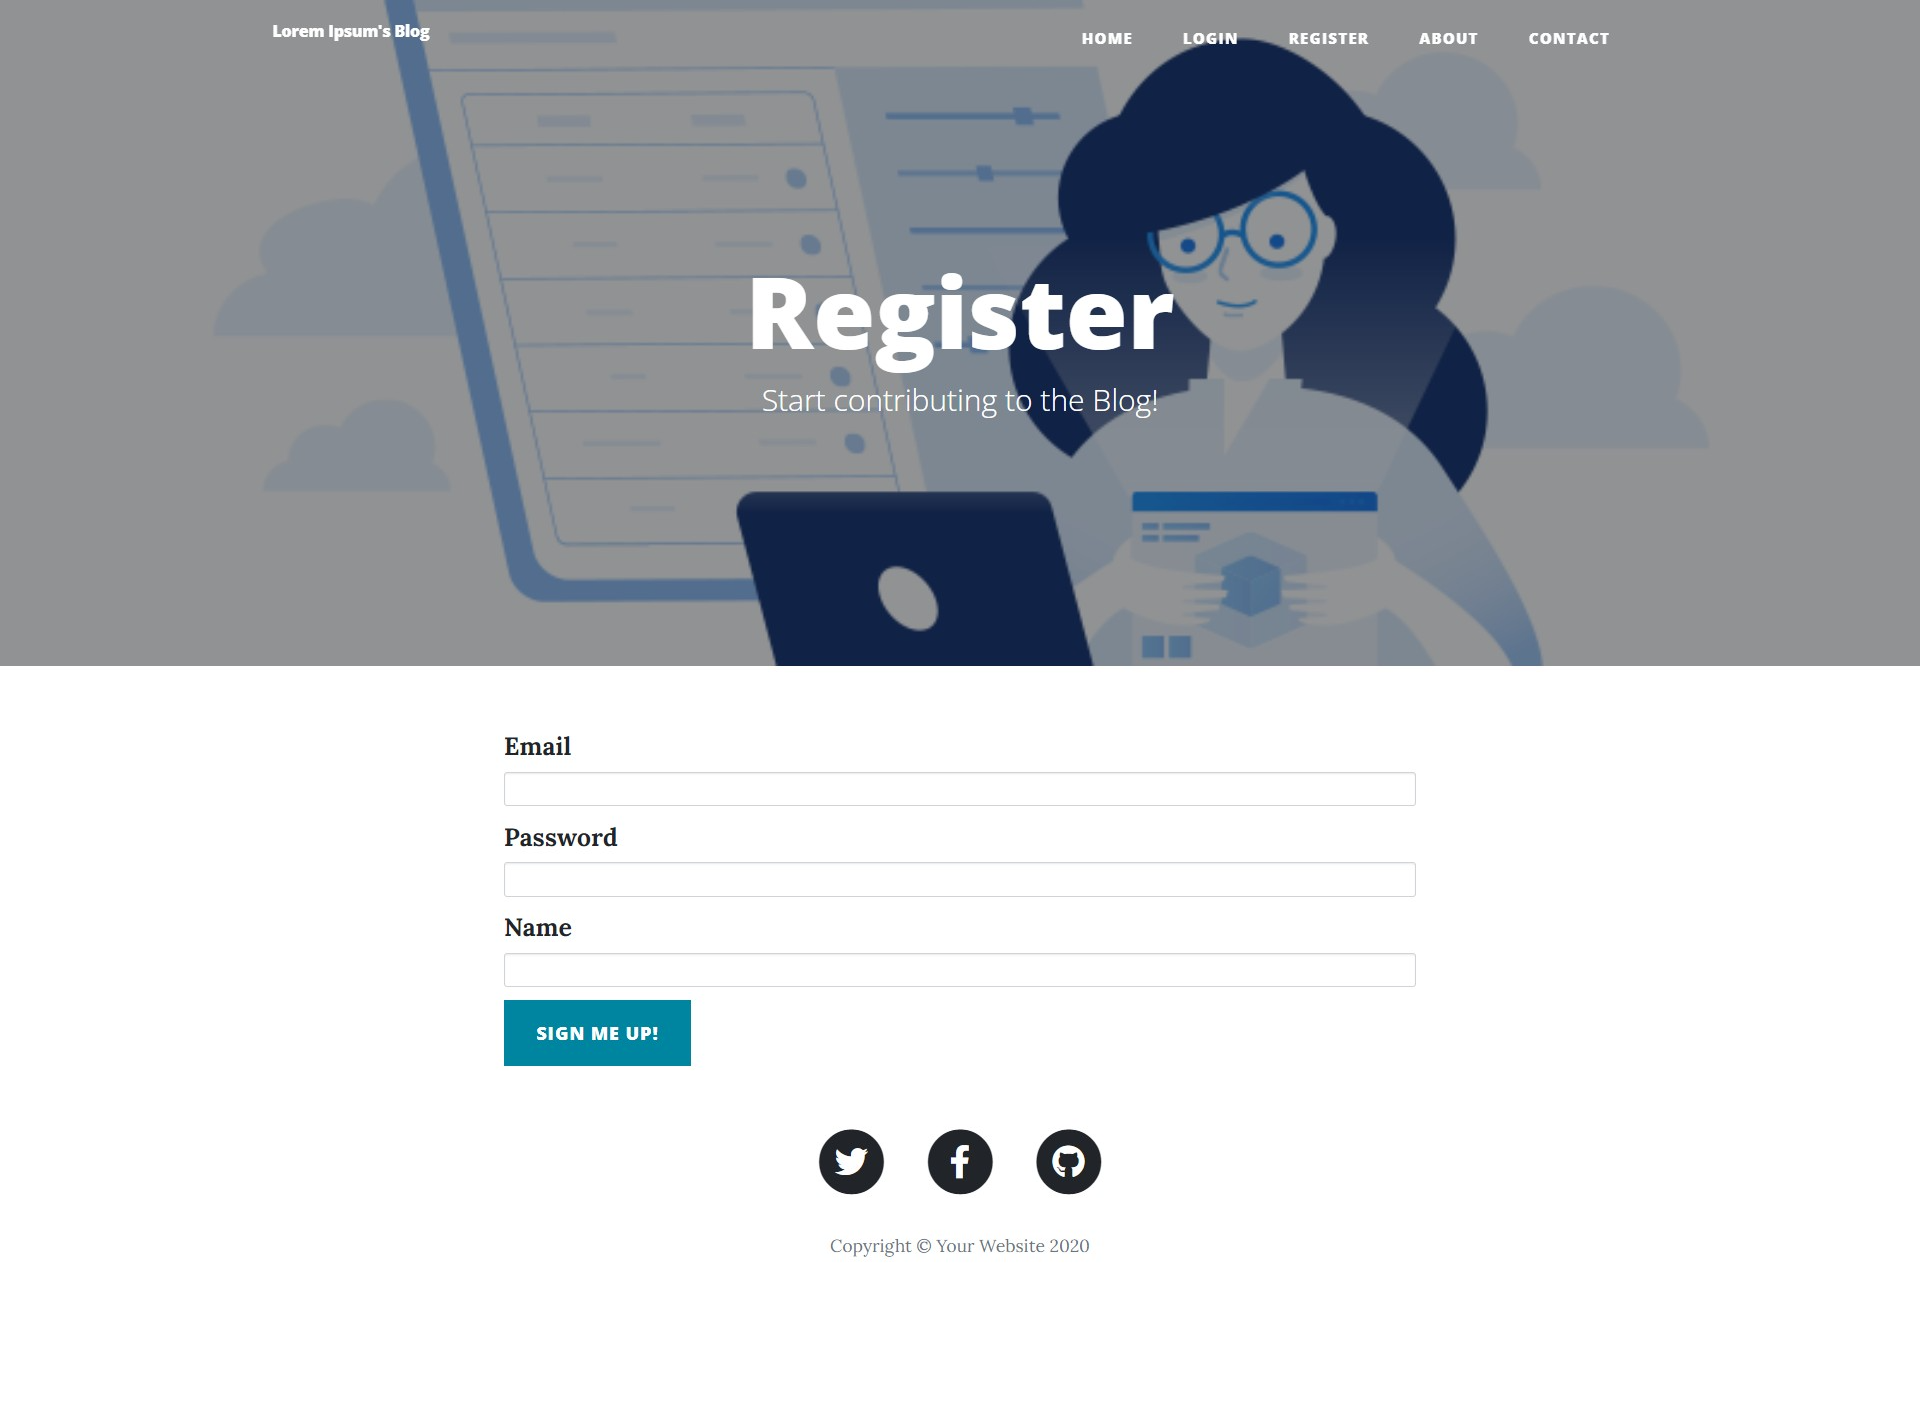 Lorem Ipsum's Blog
HOME LOGIN REGISTER ABOUT CONTACT
Register
Start contributing to the Blog!
Email
Password
Name
SIGN ME UP!
Copyright © Your Website 2020